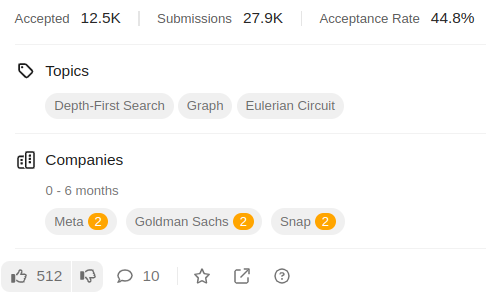 Accepted 12.5K Submissions 27.9K Acceptance Rate 44.8%
Topics
Depth-First Search Graph Eulerian Circuit
Companies
0 - 6 months
Meta 2 Goldman Sachs 2 Snap 2
512 10